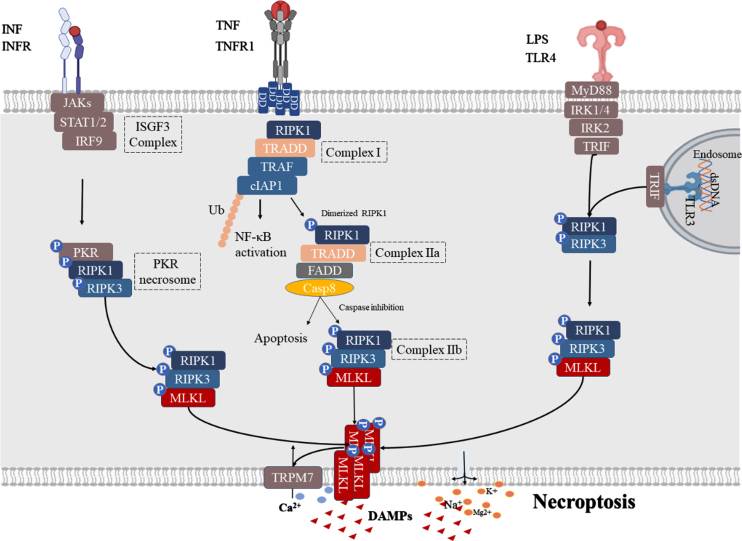 INF
INFR
JAKs
STAT1/2
IRF9
ISGF3
Complex
P
PKR
P
RIPK1
P
RIPK3
PKR
necrosome
P
RIPK1
P
RIPK3
P
MLKL
TNF
TNFR1
DD
DD
DD
DD
DD
RIPK1
TRADD
TRAF
cIAP1
Complex I
Ub
NF-κB
activation
Dimerized RIPK1
P
RIPK1
TRADD
FADD
Casp8
Complex IIa
Caspase inhibition
Apoptosis
P
RIPK1
P
RIPK3
P
MLKL
Complex IIb
LPS
TLR4
MyD88
IRK1/4
IRK2
TRIF
Endosome
dsDNA
TLR3
TRIF
P
RIPK1
P
RIPK3
P
RIPK1
P
RIPK3
P
MLKL
P
P
P
P
MLKL
MLKL
TRPM7
Ca2+
DAMPs
Na+
K+
Mg2+
Necroptosis